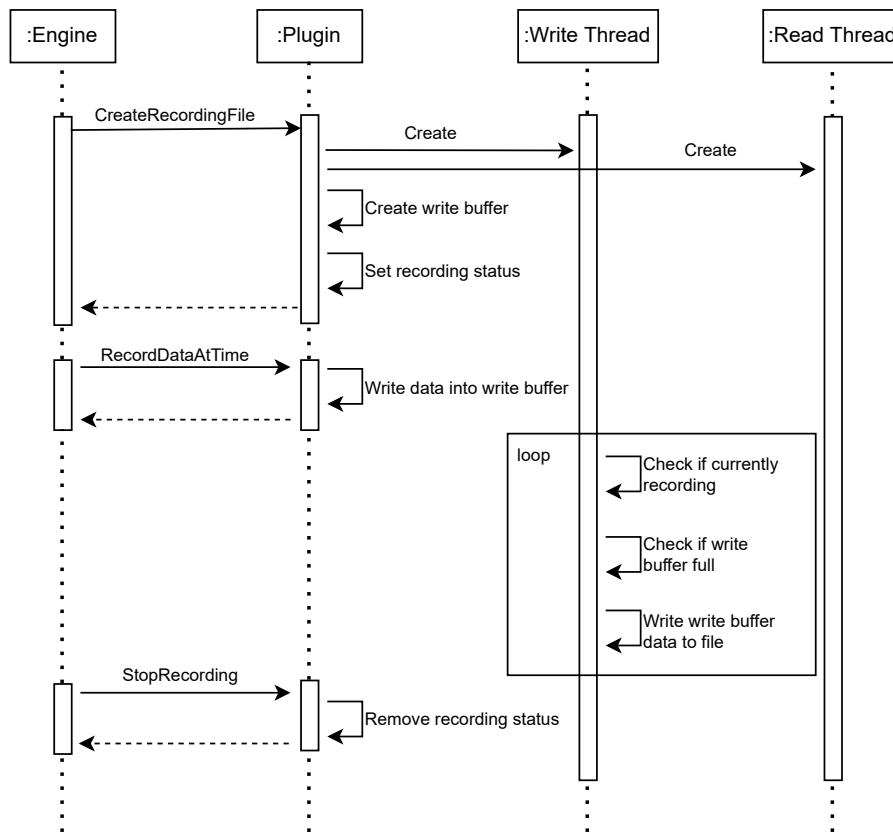 :Engine
:Plugin
:Write Thread
:Read Thread
CreateRecordingFile
Create
Create
Create write buffer
Set recording status
RecordDataAtTime
Write data into write buffer
loop
Check if currently
recording
Check if write
buffer full
Write write buffer
data to file
StopRecording
Remove recording status